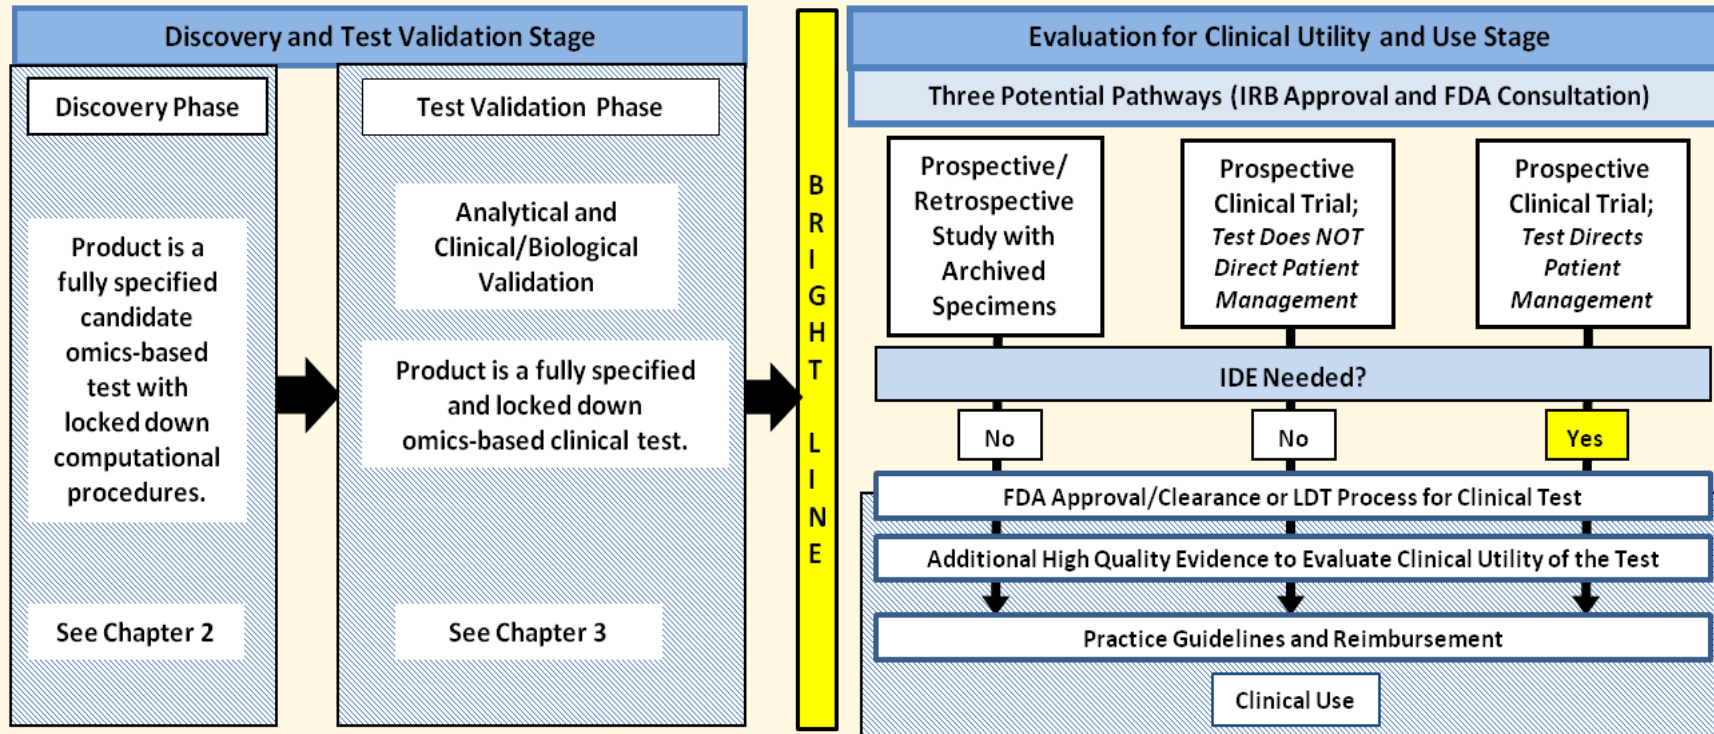 Discovery and Test Validation Stage
Discovery Phase
Product is a
fully specified
candidate
omics-based
test with
locked down
computational
procedures.
See Chapter 2
Test Validation Phase
Analytical and
Clinical/Biological
Validation
Product is a fully specified
and locked down
omics-based clinical test.
See Chapter 3
BRIGHT LINE
Evaluation for Clinical Utility and Use Stage
Three Potential Pathways (IRB Approval and FDA Consultation)
Prospective/
Retrospective
Study with
Archived
Specimens
Prospective
Clinical Trial;
Test Does NOT
Direct Patient
Management
Prospective
Clinical Trial;
Test Directs
Patient
Management
IDE Needed?
No
No
Yes
FDA Approval/Clearance or LDT Process for Clinical Test
Additional High Quality Evidence to Evaluate Clinical Utility of the Test
Practice Guidelines and Reimbursement
Clinical Use